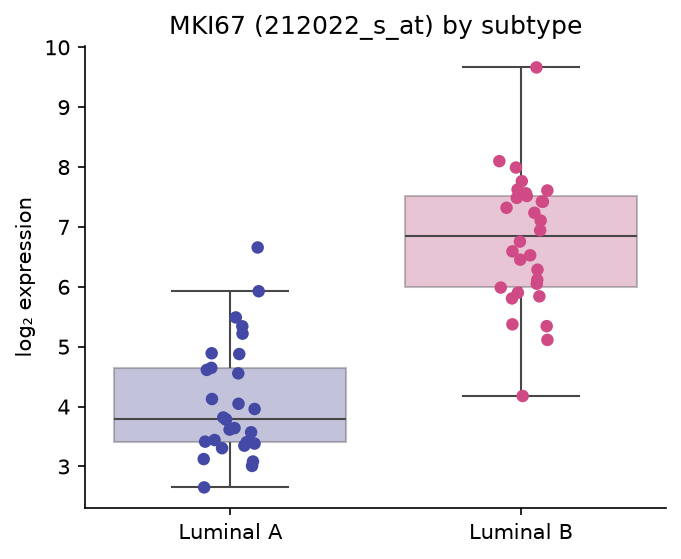 MKI67 (212022_s_at) by subtype
log₂ expression
10
9
8
7
6
5
4
3
Luminal A
Luminal B